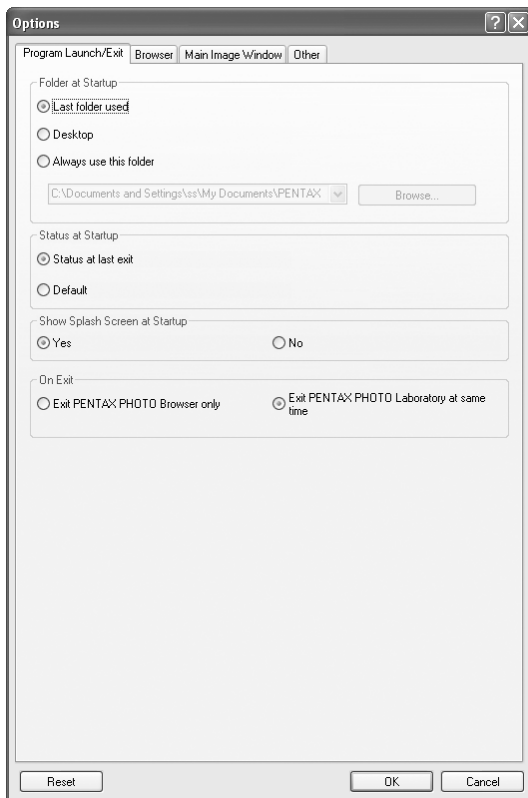 Options
Program Launch/Exit Browser Main Image Window Other
Folder at Startup
Last folder used
Desktop
Always use this folder
C:\Documents and Settings\ss\My Documents\PENTAX Browse...
Status at Startup
Status at last exit
Default
Show Splash Screen at Startup
Yes No
On Exit
Exit PENTAX PHOTO Browser only Exit PENTAX PHOTO Laboratory at same
time
Reset OK Cancel